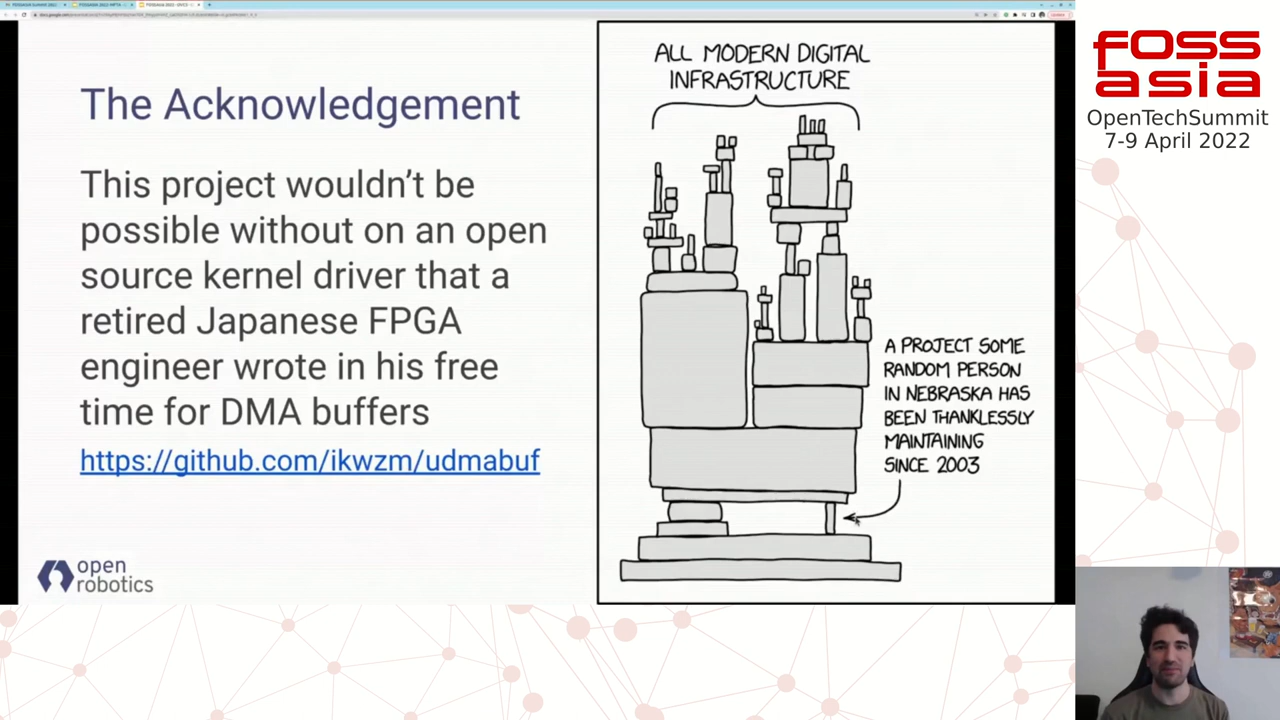 The Acknowledgement
This project wouldn't be
possible without on an open
source kernel driver that a
retired Japanese FPGA
engineer wrote in his free
time for DMA buffers
https://github.com/ikwzm/udmabuf
open
robotics
ALL MODERN DIGITAL
INFRASTRUCTURE
A PROJECT SOME
RANDOM PERSON
IN NEBRASKA HAS
BEEN THANKLESSLY
MAINTAINING
SINCE 2003
FOSS
asia
OpenTechSummit
7-9 April 2022